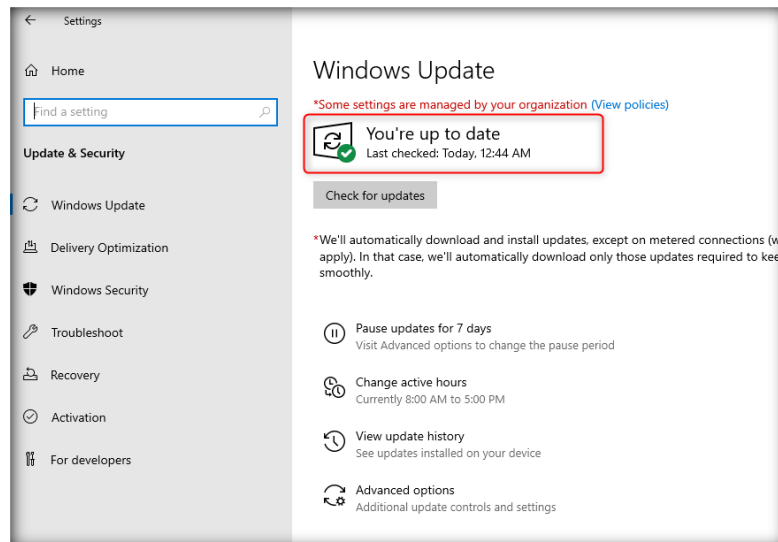 Settings
Home
Find a setting
Update & Security
Windows Update
Delivery Optimization
Windows Security
Troubleshoot
Recovery
Activation
For developers
Windows Update
*Some settings are managed by your organization (View policies)
You're up to date
Last checked: Today, 12:44 AM
Check for updates
*We'll automatically download and install updates, except on metered connections (w
apply). In that case, we'll automatically download only those updates required to kee
smoothly.
Pause updates for 7 days
Visit Advanced options to change the pause period
Change active hours
Currently 8:00 AM to 5:00 PM
View update history
See updates installed on your device
Advanced options
Additional update controls and settings